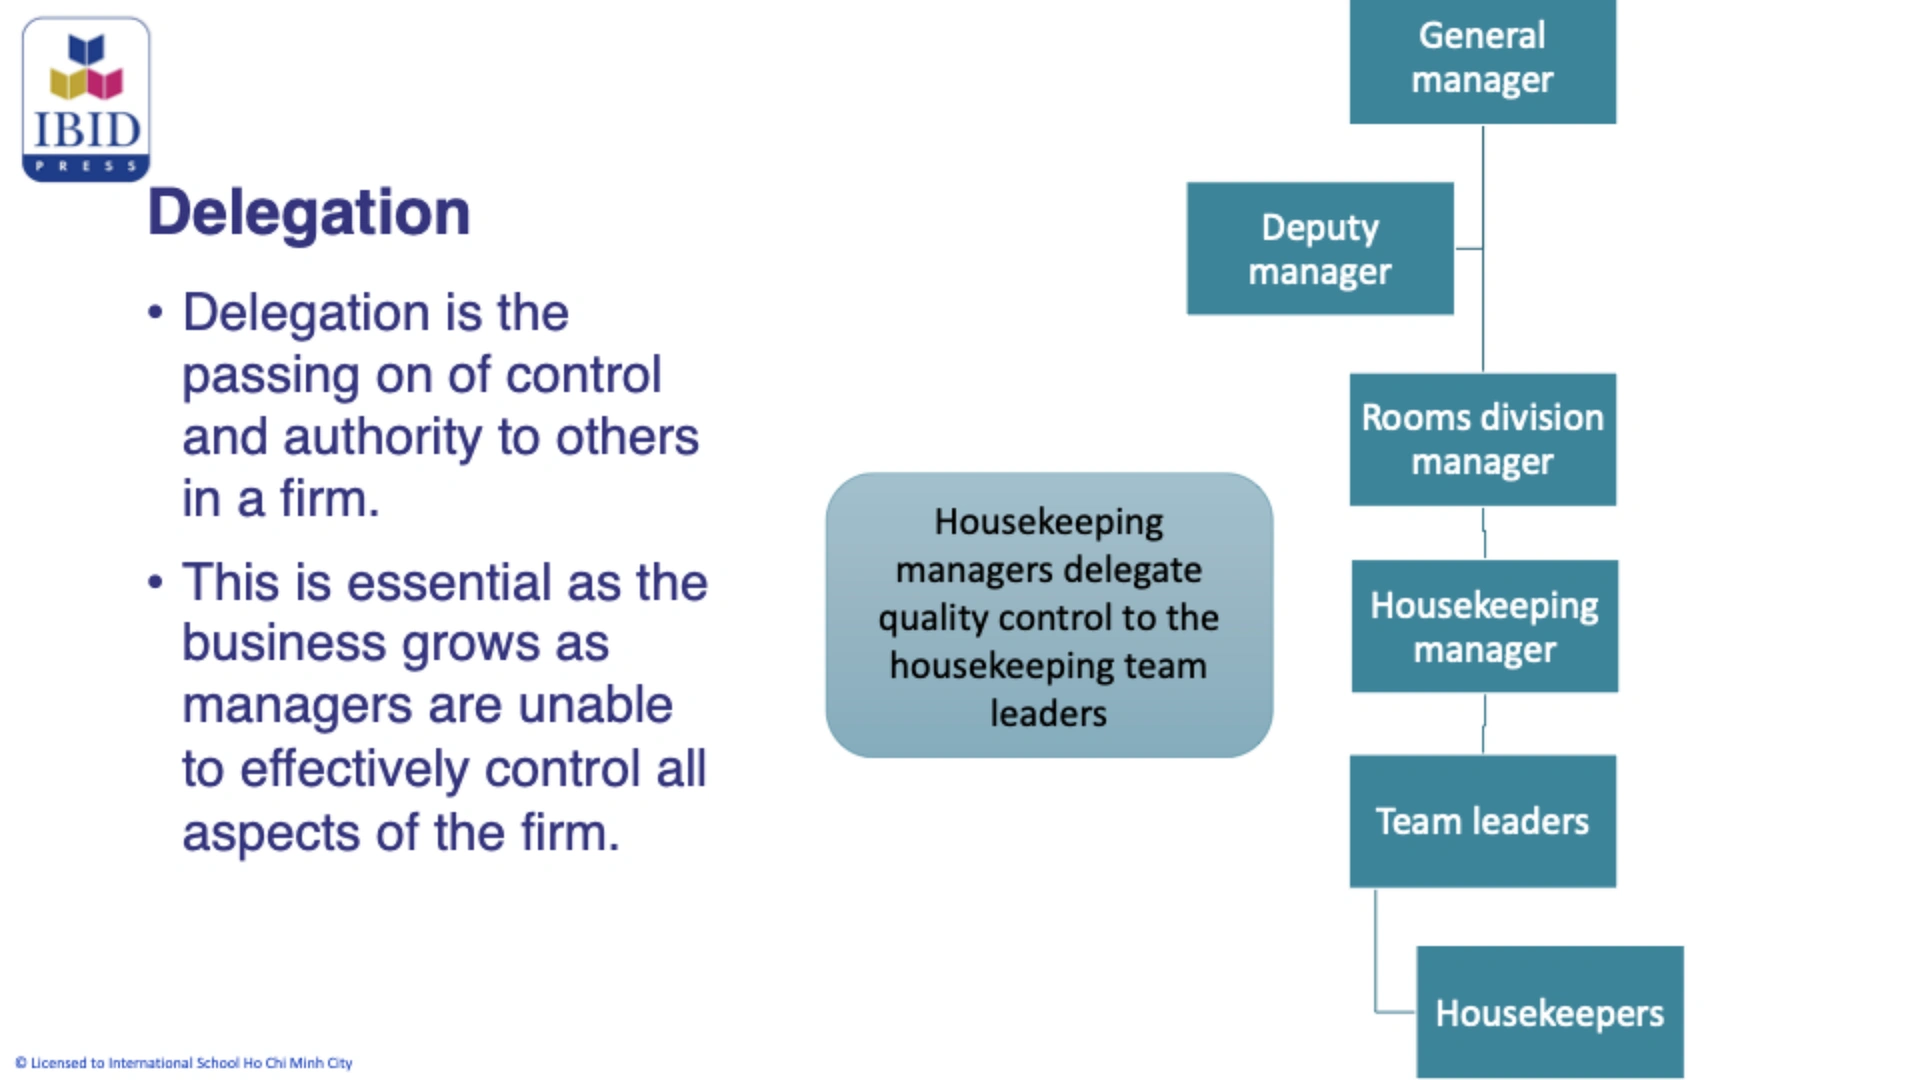 IBID
PRESS
Delegation
• Delegation is the
passing on of control
and authority to others
in a firm.
• This is essential as the
business grows as
managers are unable
to effectively control all
aspects of the firm.
Housekeeping
managers delegate
quality control to the
housekeeping team
leaders
General
manager
Deputy
manager
Rooms division
manager
Housekeeping
manager
Team leaders
Housekeepers
© Licensed to International School Ho Chi Minh City